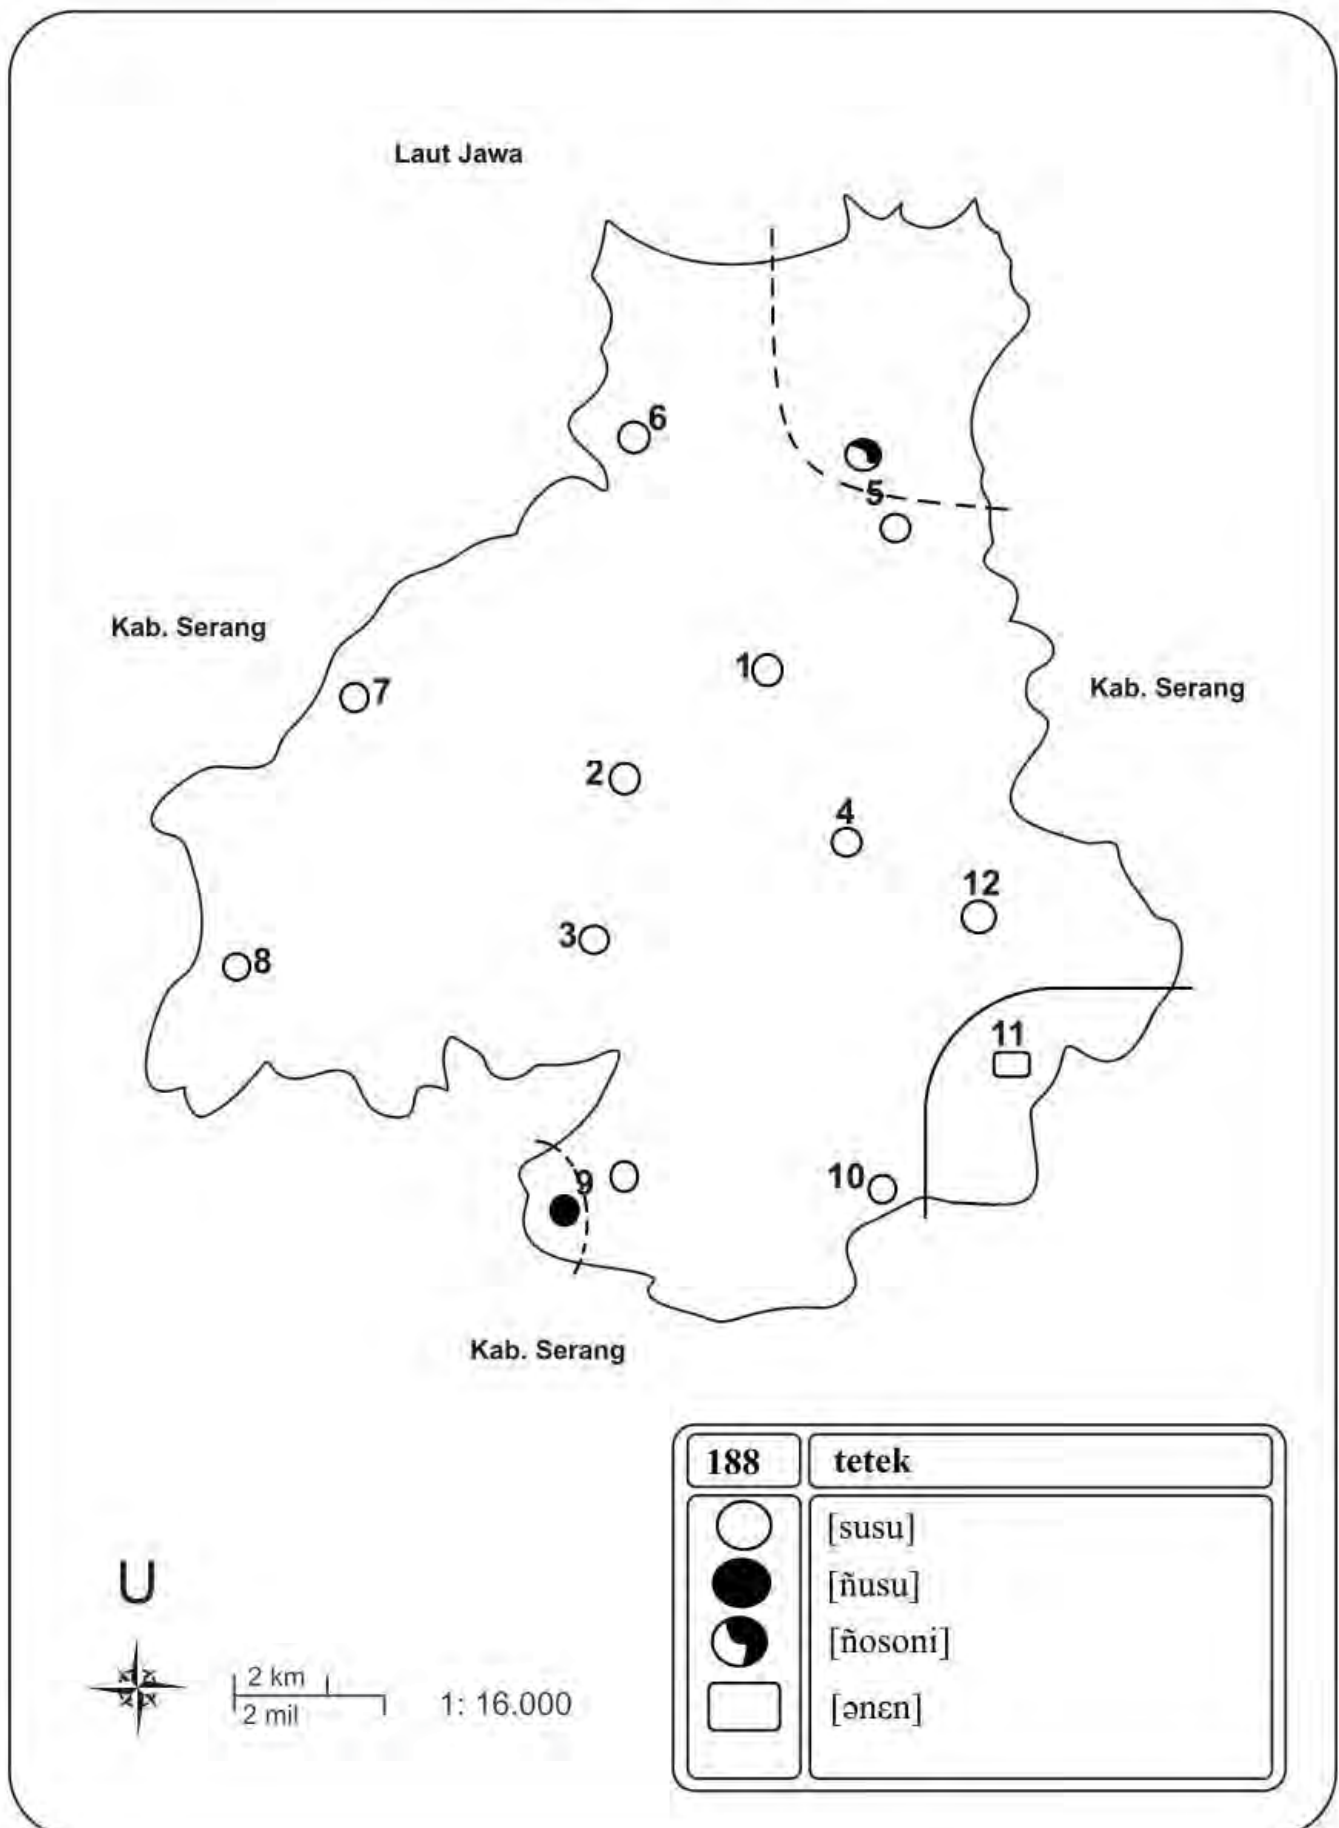 Laut Jawa
6
5
Kab. Serang
1
Kab. Serang
7
2
4
12
3
8
11
9
10
Kab. Serang
188 tetek
[susu]
[ñusu]
[ñosoni]
[ənɛn]
U
2 km
2 mil
1: 16.000